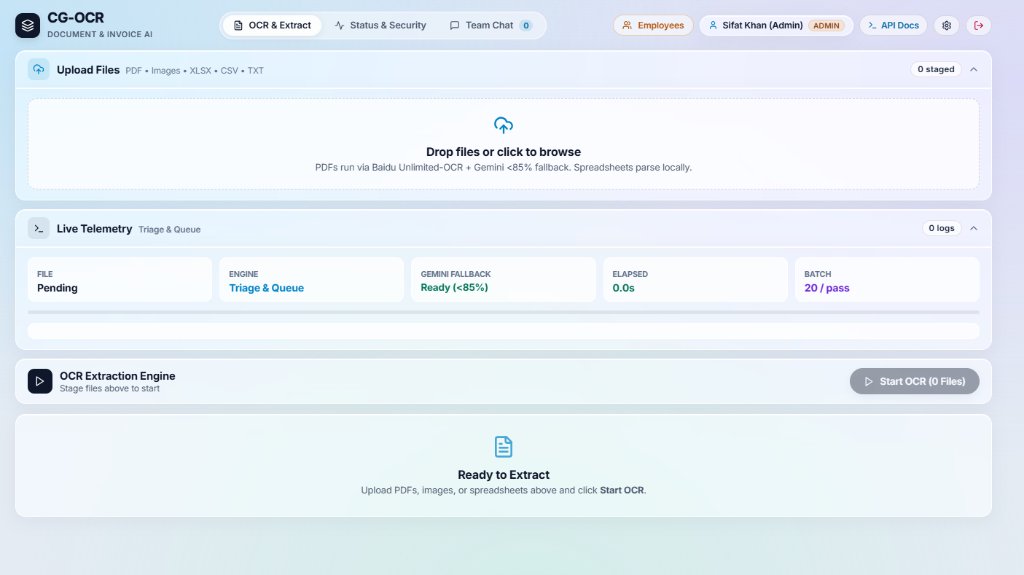 CG-OCR
DOCUMENT & INVOICE AI
OCR & Extract
Status & Security
Team Chat 0
Employees
Sifat Khan (Admin) ADMIN
API Docs
Upload Files PDF • Images • XLSX • CSV • TXT
0 staged
Drop files or click to browse
PDFs run via Baidu Unlimited-OCR + Gemini <85% fallback. Spreadsheets parse locally.
Live Telemetry Triage & Queue
0 logs
FILE
Pending
ENGINE
Triage & Queue
GEMINI FALLBACK
Ready (<85%)
ELAPSED
0.0s
BATCH
20 / pass
OCR Extraction Engine
Stage files above to start
Start OCR (0 Files)
Ready to Extract
Upload PDFs, images, or spreadsheets above and click Start OCR.